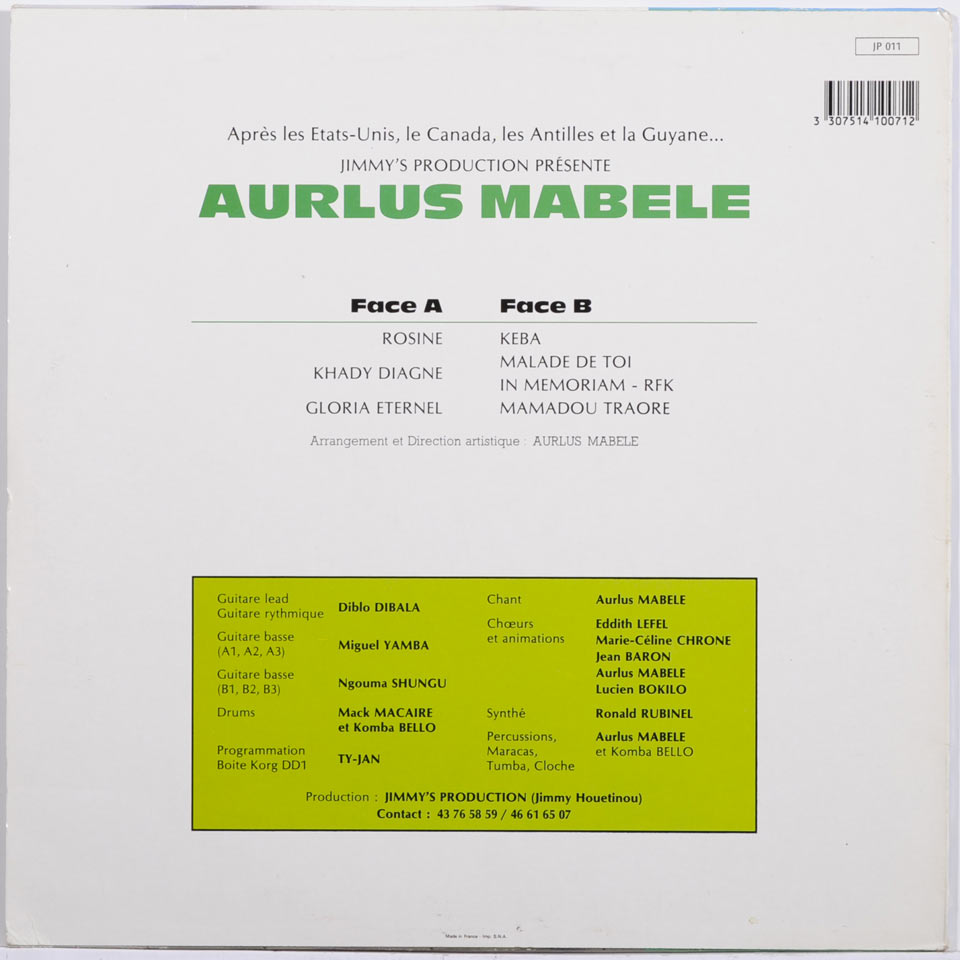 JP 011
3 307514 100712
Après les Etats-Unis, le Canada, les Antilles et la Guyane...
JIMMY'S PRODUCTION PRÉSENTE
AURLUS MABELE
Face A
ROSINE
KHADY DIAGNE
GLORIA ETERNEL
Face B
KEBA
MALADE DE TOI
IN MEMORIAM - RFK
MAMADOU TRAORE
Arrangement et Direction artistique : AURLUS MABELE
Guitare lead
Guitare rythmique
Diblo DIBALA
Guitare basse
(A1, A2, A3)
Miguel YAMBA
Guitare basse
(B1, B2, B3)
Ngouma SHUNGU
Drums
Mack MACAIRE
et Komba BELLO
Programmation
Boite Korg DD1
TY-JAN
Chant
Aurlus MABELE
Chœurs
et animations
Eddith LEFEL
Marie-Céline CHRONE
Jean BARON
Aurlus MABELE
Lucien BOKILO
Synthé
Ronald RUBINEL
Percussions,
Maracas,
Tumba, Cloche
Aurlus MABELE
et Komba BELLO
Production : JIMMY'S PRODUCTION (Jimmy Houetinou)
Contact : 43 76 58 59 / 46 61 65 07
Made in France - Imp. S.N.A.